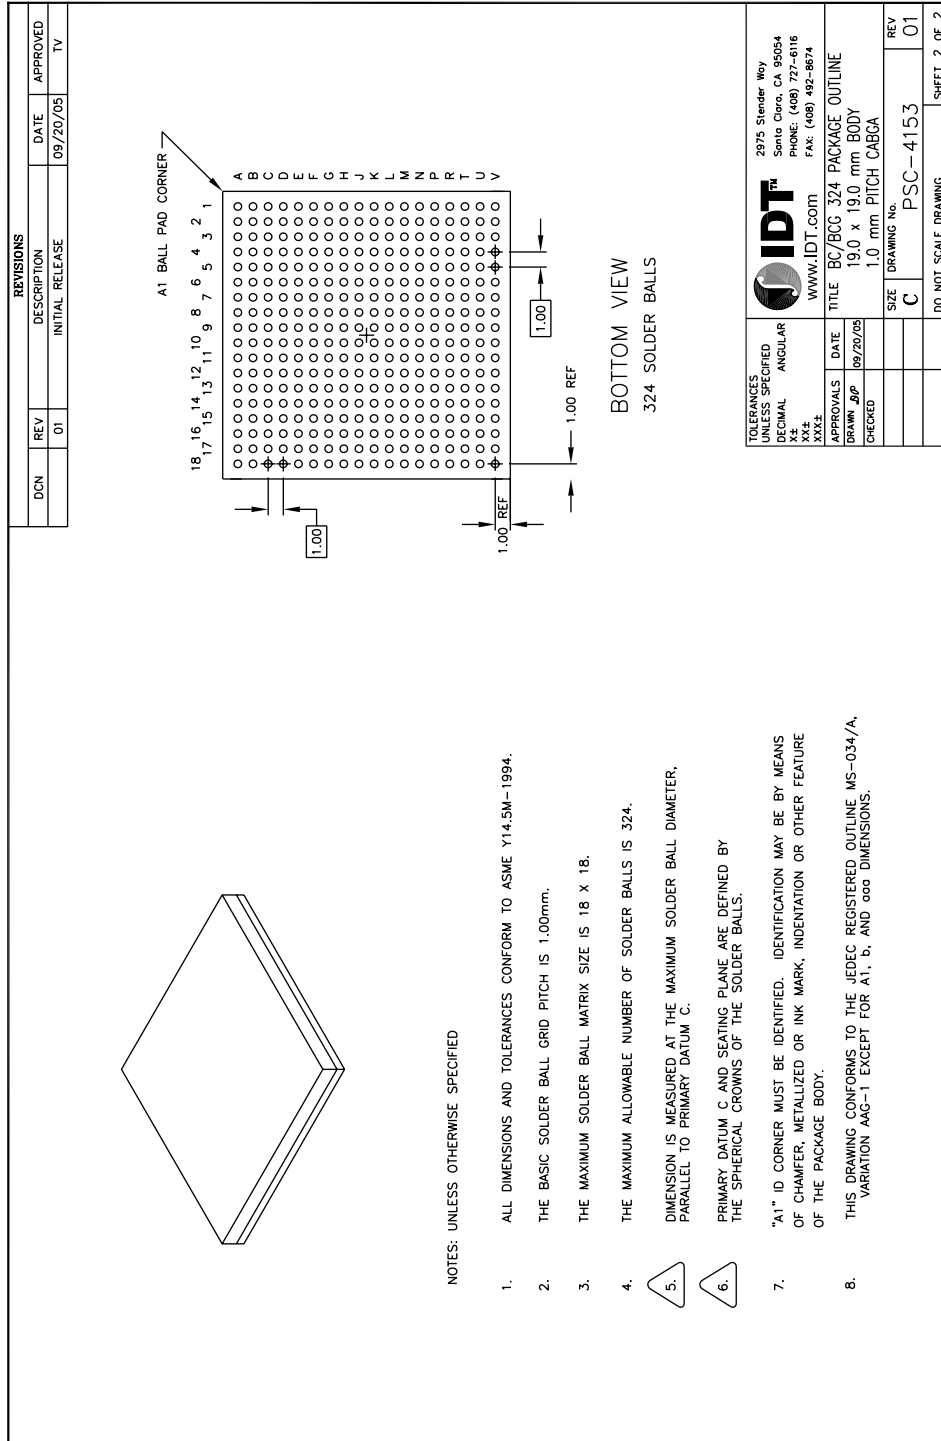 REVISIONS
DCN REV DESCRIPTION DATE APPROVED
01 INITIAL RELEASE 09/20/05 TV
A1 BALL PAD CORNER
18 17 16 15 14 13 12 11 10 9 8 7 6 5 4 3 2 1
A
B
C
D
E
F
G
H
J
K
L
M
N
P
R
T
U
V
1.00
1.00
1.00 REF
1.00 REF
BOTTOM VIEW
324 SOLDER BALLS
NOTES: UNLESS OTHERWISE SPECIFIED
1. ALL DIMENSIONS AND TOLERANCES CONFORM TO ASME Y14.5M-1994.
2. THE BASIC SOLDER BALL GRID PITCH IS 1.00mm.
3. THE MAXIMUM SOLDER BALL MATRIX SIZE IS 18 X 18.
4. THE MAXIMUM ALLOWABLE NUMBER OF SOLDER BALLS IS 324.
5. DIMENSION IS MEASURED AT THE MAXIMUM SOLDER BALL DIAMETER,
PARALLEL TO PRIMARY DATUM C.
6. PRIMARY DATUM C AND SEATING PLANE ARE DEFINED BY
THE SPHERICAL CROWNS OF THE SOLDER BALLS.
7. "A1" ID CORNER MUST BE IDENTIFIED. IDENTIFICATION MAY BE BY MEANS
OF CHAMFER, METALLIZED OR INK MARK, INDENTATION OR OTHER FEATURE
OF THE PACKAGE BODY.
8. THIS DRAWING CONFORMS TO THE JEDEC REGISTERED OUTLINE MS-034/A,
VARIATION AAG-1 EXCEPT FOR A1, b, AND aaa DIMENSIONS.
TOLERANCES
UNLESS SPECIFIED
DECIMAL ANGULAR
X±
XX±
XXX±
APPROVALS DATE
DRAWN 09/20/05
CHECKED
IDT™
www.IDT.com
2975 Stender Way
Santa Clara, CA 95054
PHONE: (408) 727-6116
FAX: (408) 492-8674
TITLE BC/BCG 324 PACKAGE OUTLINE
19.0 x 19.0 mm BODY
1.0 mm PITCH CABGA
SIZE DRAWING No. REV
C PSC-4153 01
DO NOT SCALE DRAWING SHEET 2 OF 2